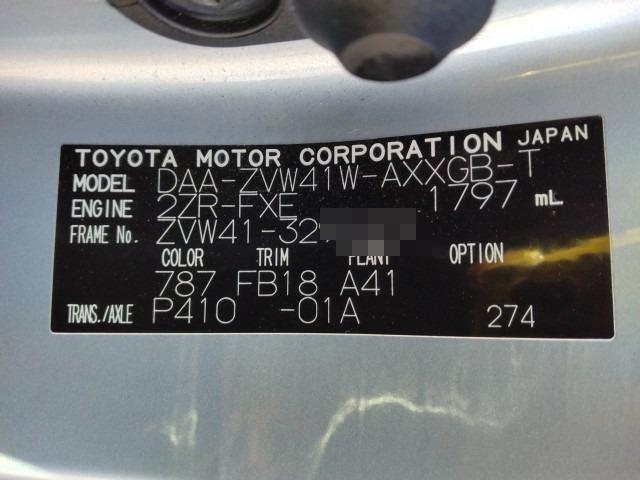 TOYOTA MOTOR CORPORATION JAPAN
MODEL DAA-ZVW41W-AXXGB-T
ENGINE 2ZR-FXE 1797 mL
FRAME No. ZVW41-32
COLOR TRIM PLANT OPTION
787 FB18 A41
TRANS./AXLE P410 -01A 274